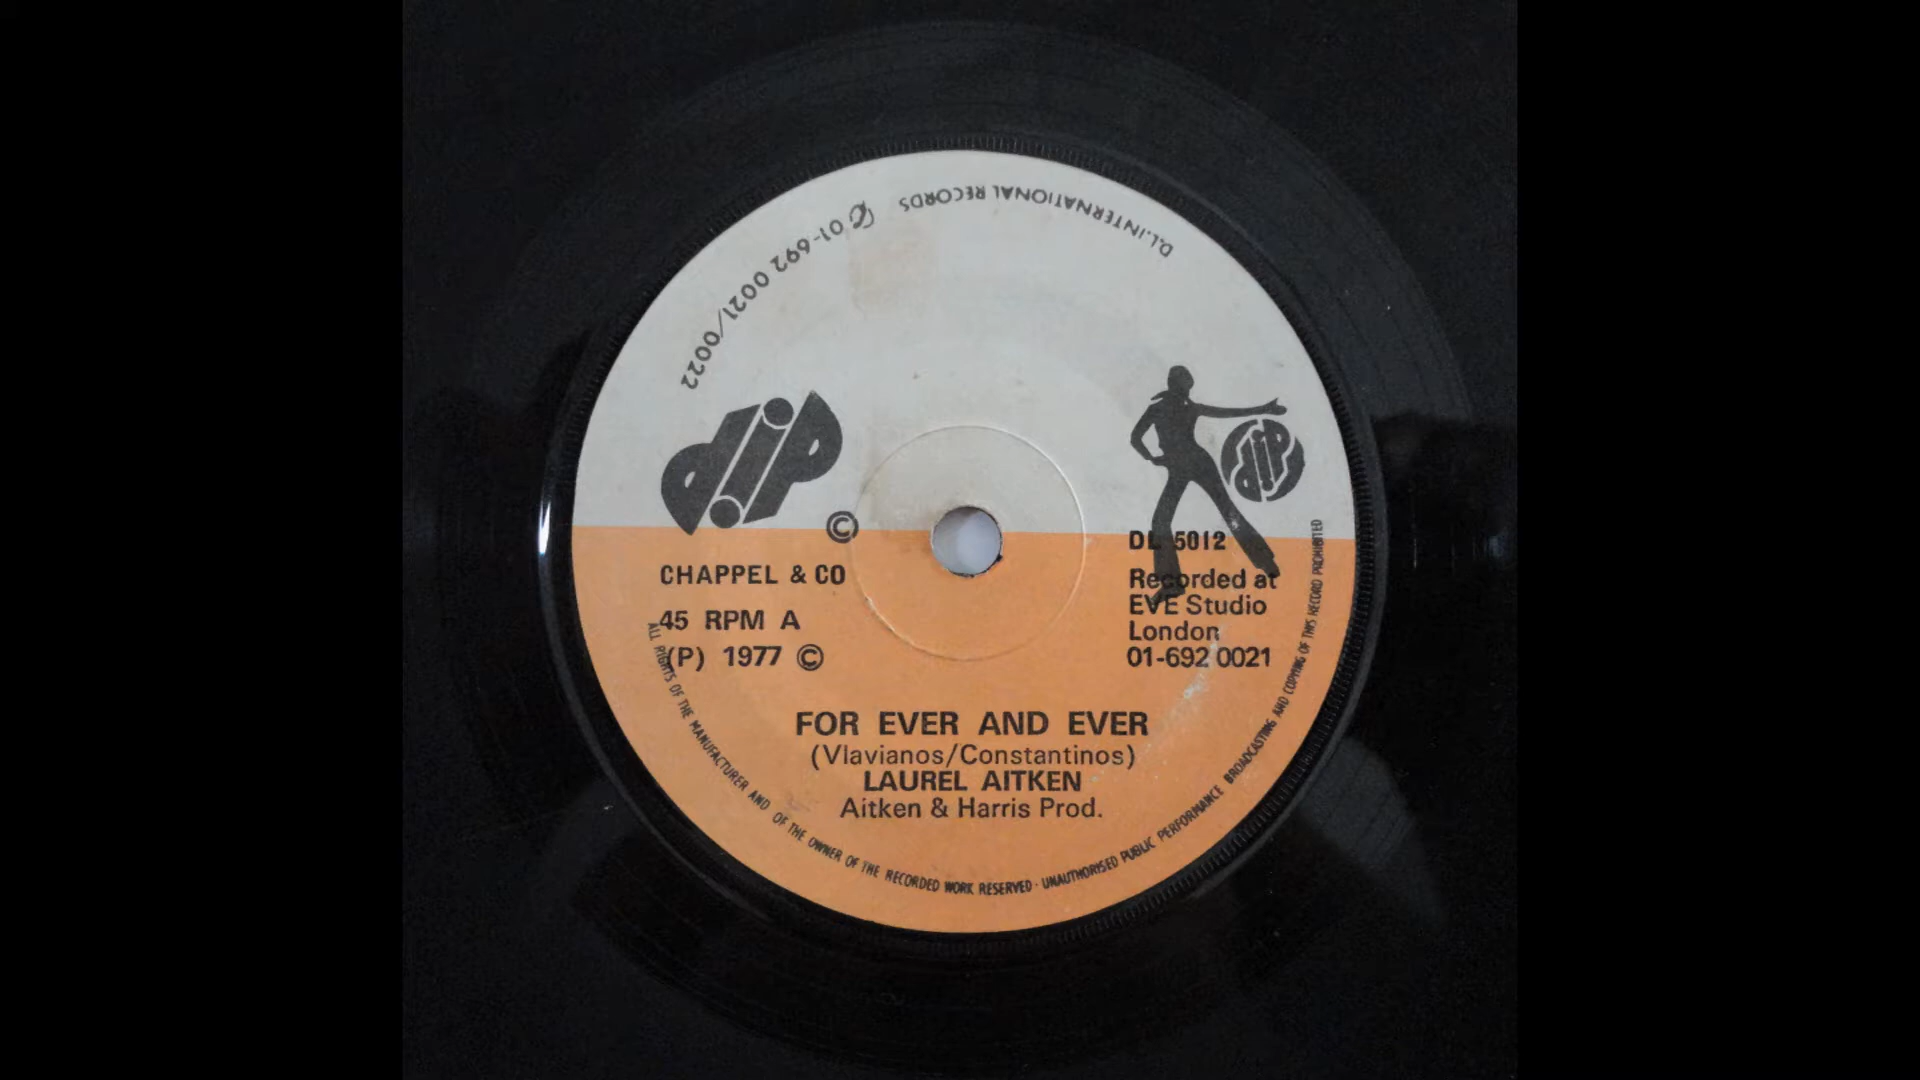 D.L. INTERNATIONAL RECORDS ✆ 01-692 0021/0022
dip
dip
©
CHAPPEL & CO
45 RPM A
(P) 1977 ©
DL 5012
Recorded at
EVE Studio
London
01-692 0021
FOR EVER AND EVER
(Vlavianos/Constantinos)
LAUREL AITKEN
Aitken & Harris Prod.
ALL RIGHTS OF THE MANUFACTURER AND OF THE OWNER OF THE RECORDED WORK RESERVED · UNAUTHORISED PUBLIC PERFORMANCE BROADCASTING AND COPYING OF THIS RECORD PROHIBITED